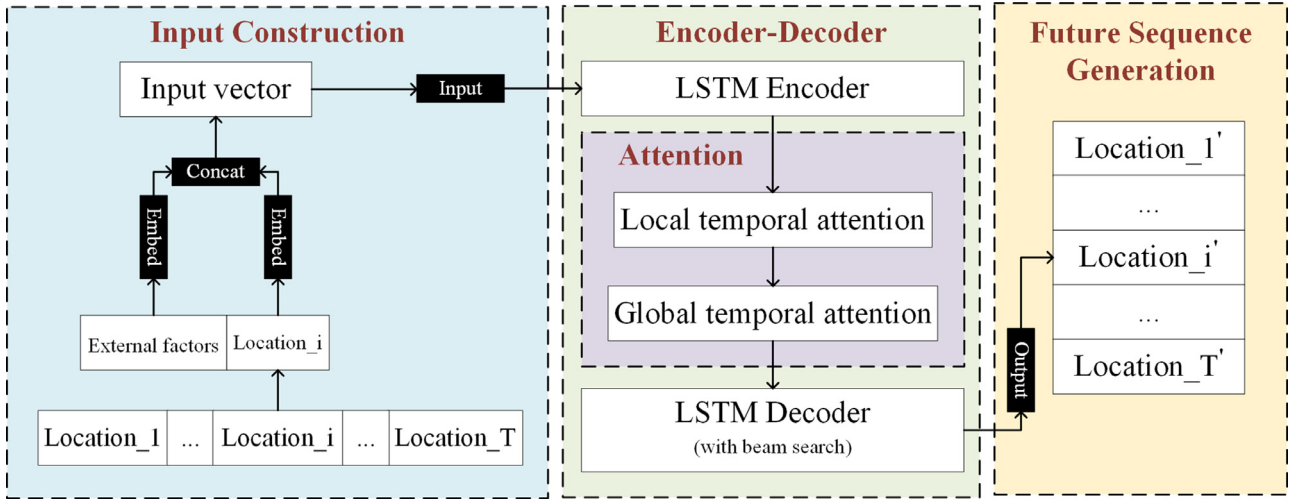 Input Construction
Input vector
Input
Concat
Embed
Embed
External factors
Location_i
Location_1
...
Location_i
...
Location_T
Encoder-Decoder
LSTM Encoder
Attention
Local temporal attention
Global temporal attention
LSTM Decoder
(with beam search)
Output
Future Sequence
Generation
Location_1'
...
Location_i'
...
Location_T'